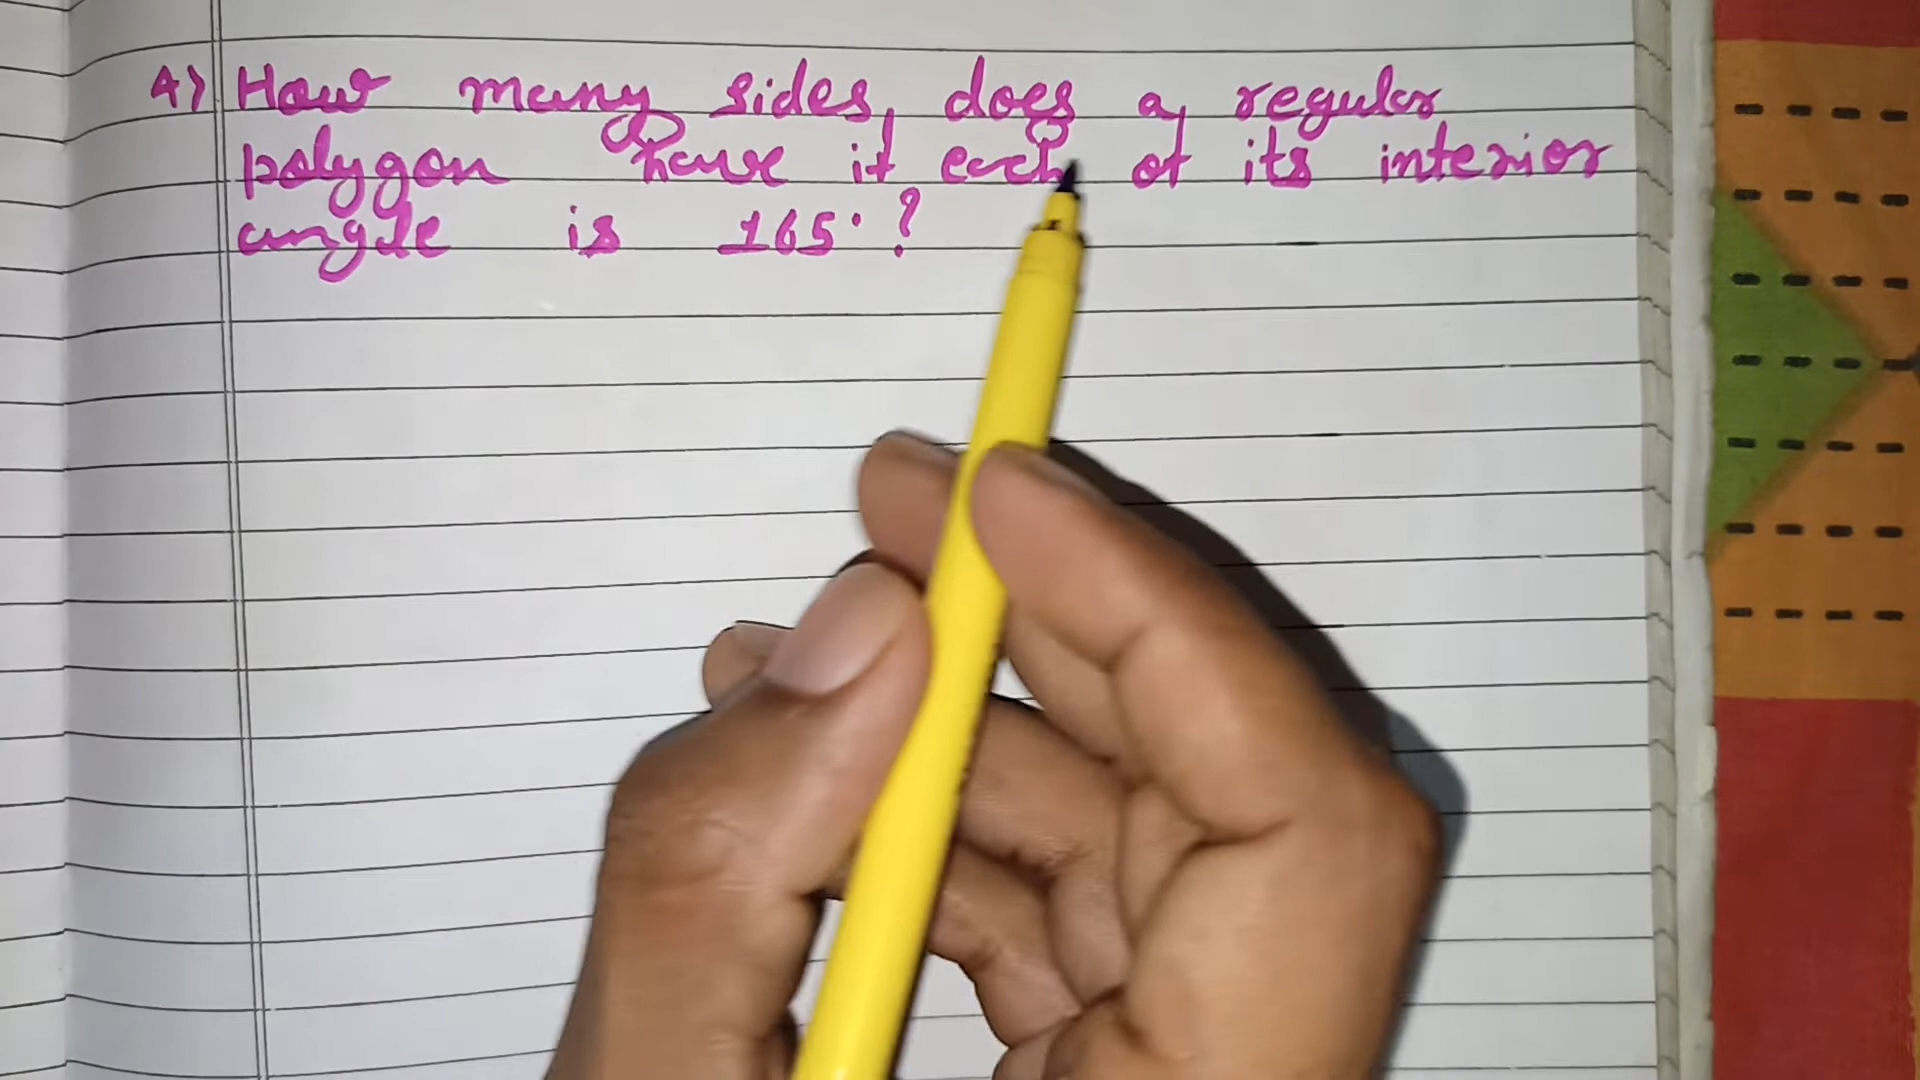 4) How many sides, does a regular
polygon have if each of its interior
angle is 165°?